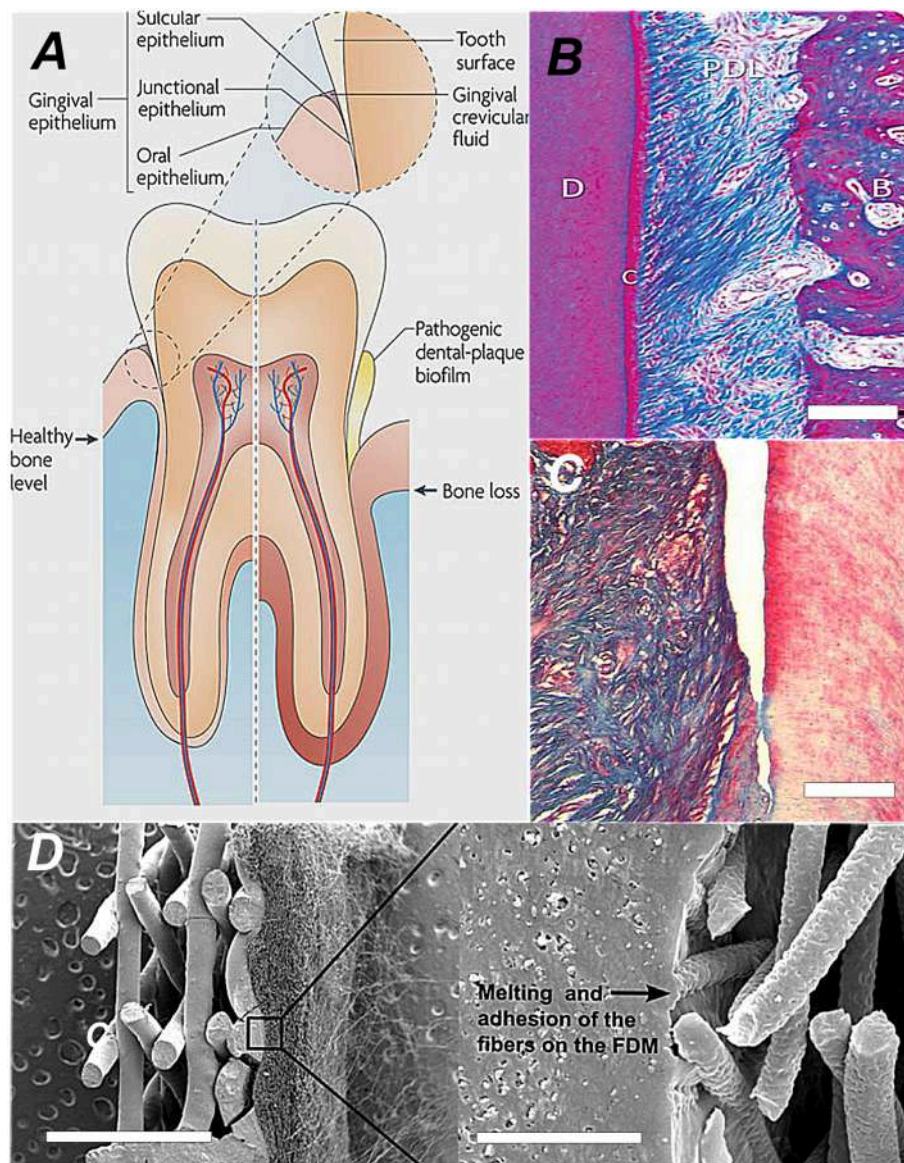 A
Sulcular
epithelium
Gingival
epithelium
Junctional
epithelium
Oral
epithelium
Tooth
surface
Gingival
crevicular
fluid
Healthy
bone
level
Pathogenic
dental-plaque
biofilm
Bone loss
B
PDL
D
C
B
C
D
Melting and
adhesion of the
fibers on the FDM